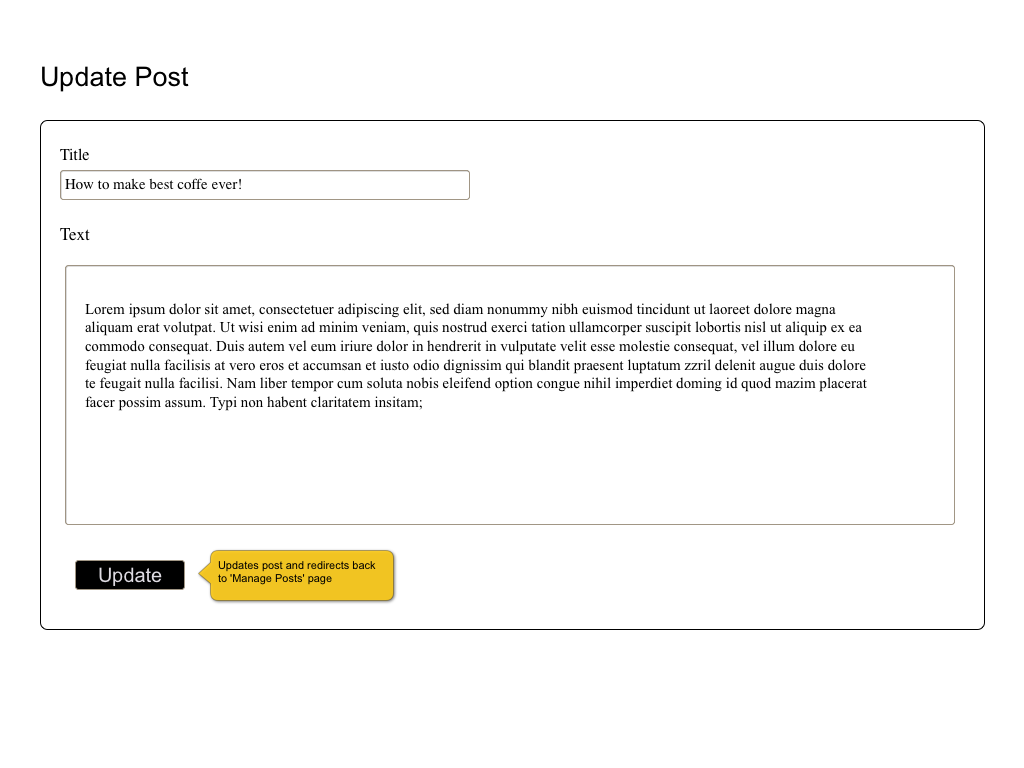 Update Post
Title
How to make best coffe ever!
Text
Lorem ipsum dolor sit amet, consectetuer adipiscing elit, sed diam nonummy nibh euismod tincidunt ut laoreet dolore magna
aliquam erat volutpat. Ut wisi enim ad minim veniam, quis nostrud exerci tation ullamcorper suscipit lobortis nisl ut aliquip ex ea
commodo consequat. Duis autem vel eum iriure dolor in hendrerit in vulputate velit esse molestie consequat, vel illum dolore eu
feugiat nulla facilisis at vero eros et accumsan et iusto odio dignissim qui blandit praesent luptatum zzril delenit augue duis dolore
te feugait nulla facilisi. Nam liber tempor cum soluta nobis eleifend option congue nihil imperdiet doming id quod mazim placerat
facer possim assum. Typi non habent claritatem insitam;
Update
Updates post and redirects back
to 'Manage Posts' page